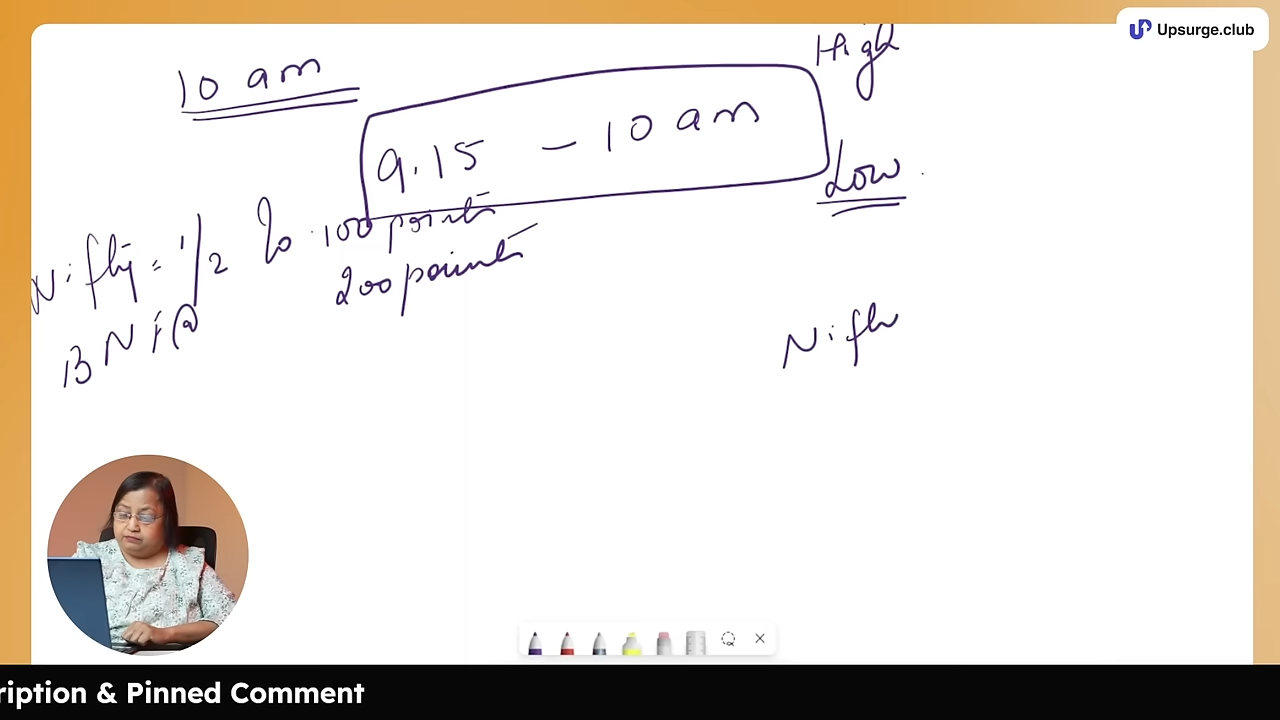 Upsurge.club
High
10 am
9.15 – 10 am
Low
Nifty = 1/2 % 100 points
200 points
BNF
Nift
ription & Pinned Comment